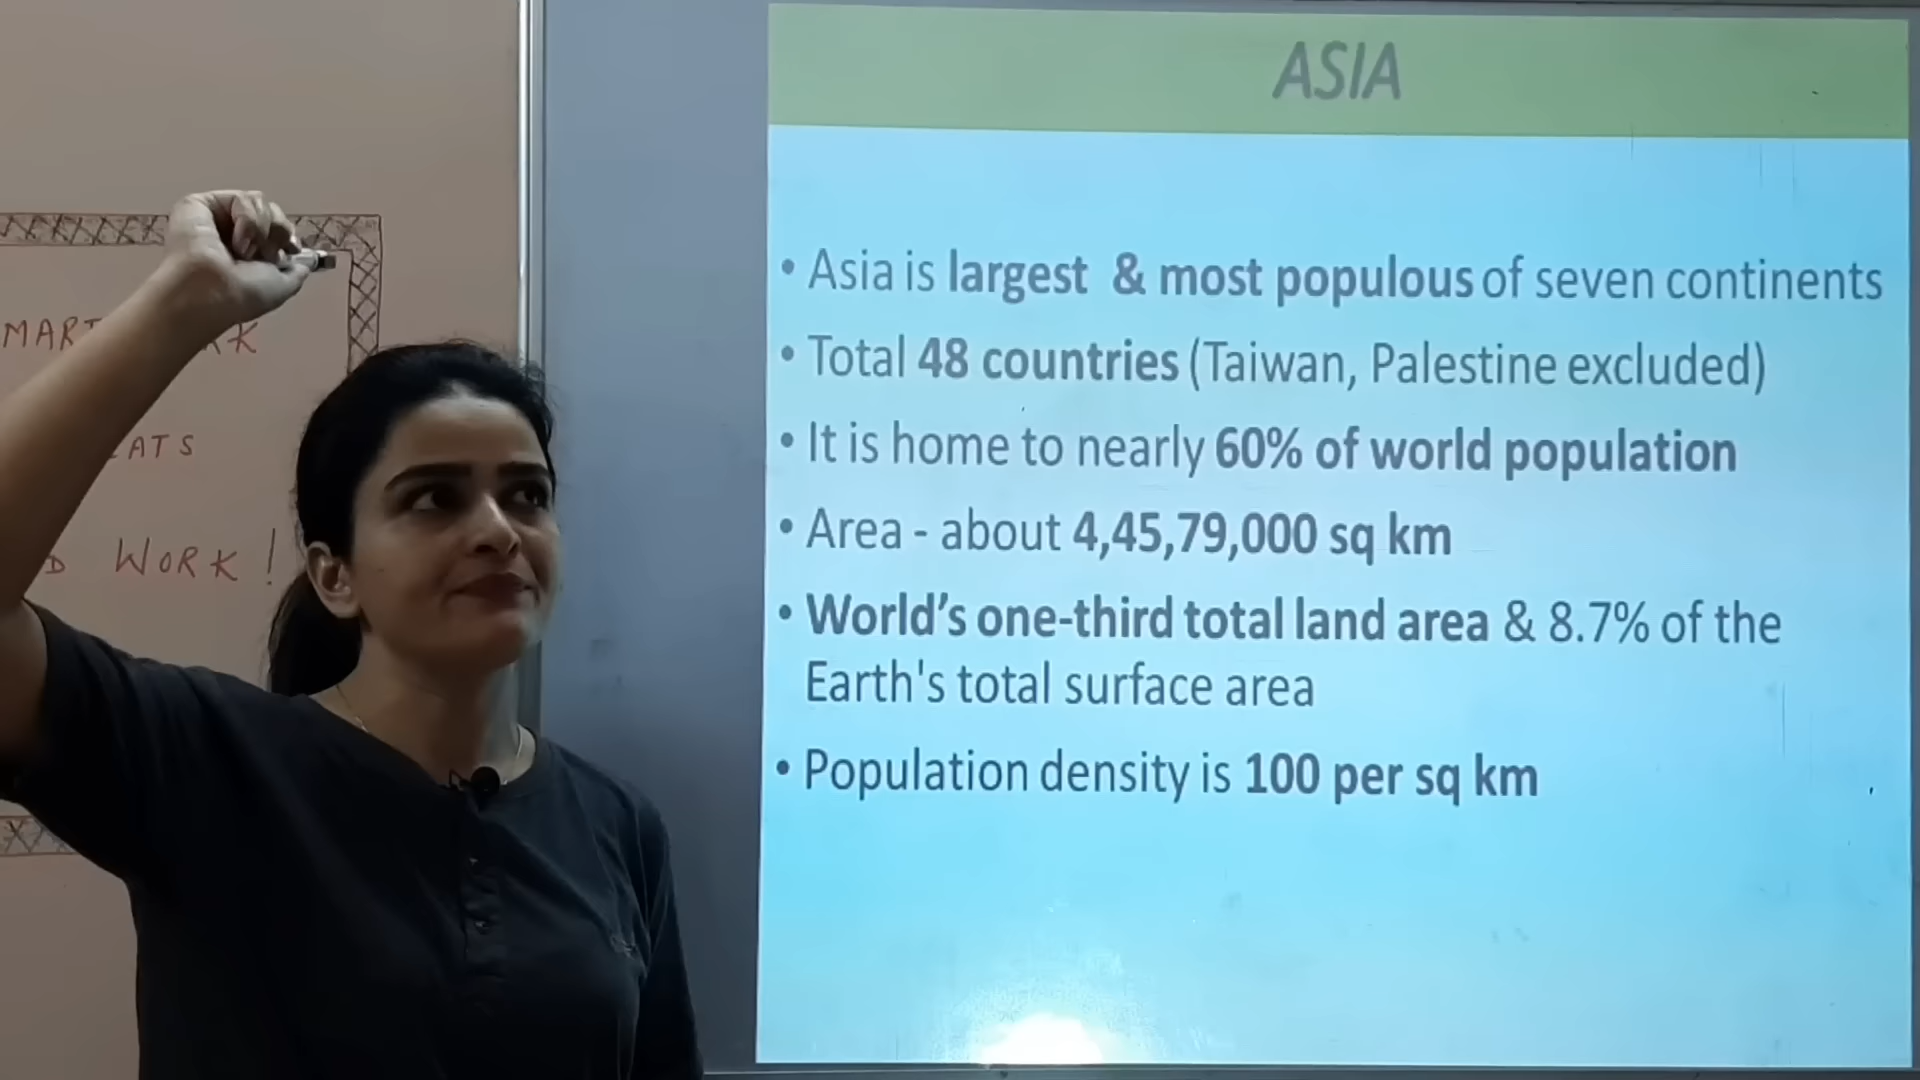 ASIA
• Asia is largest & most populous of seven continents
• Total 48 countries (Taiwan, Palestine excluded)
• It is home to nearly 60% of world population
• Area - about 4,45,79,000 sq km
• World's one-third total land area & 8.7% of the
Earth's total surface area
• Population density is 100 per sq km
WORK!